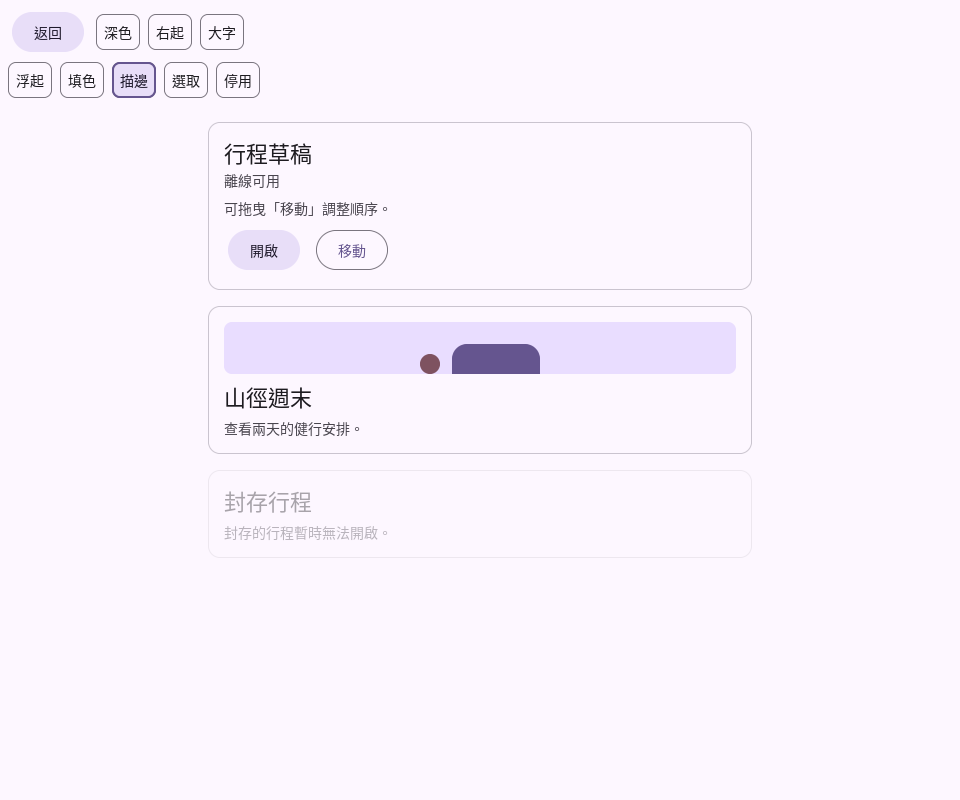 返回 深色 右起 大字
浮起 填色 描邊 選取 停用
行程草稿
離線可用
可拖曳「移動」調整順序。
開啟 移動
山徑週末
查看兩天的健行安排。
封存行程
封存的行程暫時無法開啟。